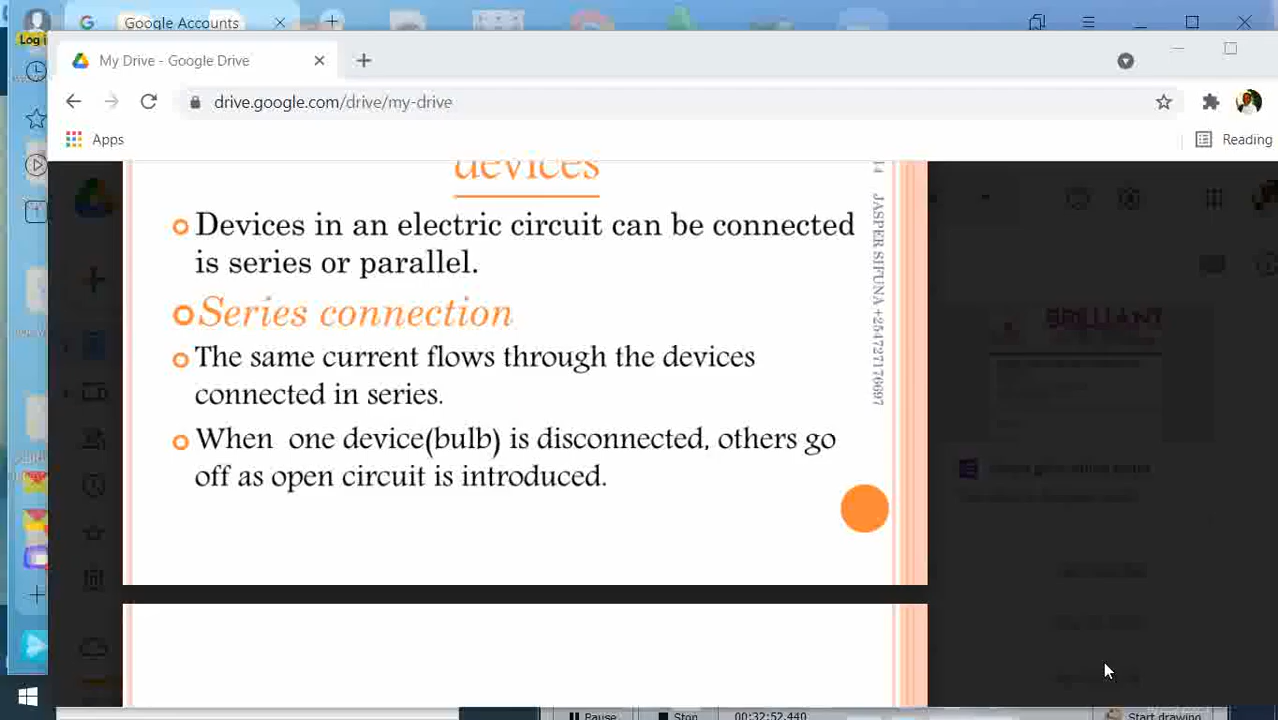 Google Accounts
Log i
My Drive - Google Drive
drive.google.com/drive/my-drive
Apps
Reading
devices
Devices in an electric circuit can be connected
is series or parallel.
Series connection
The same current flows through the devices
connected in series.
When one device(bulb) is disconnected, others go
off as open circuit is introduced.
JASPER SIFUNA +254727176697
BRILLIANT
Pause
Stop
00:32:52.440
Start drawing